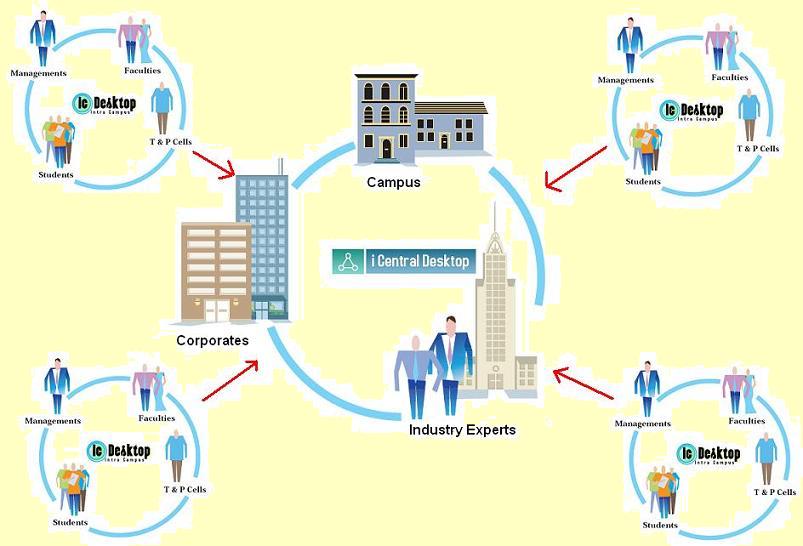 Managements
Faculties
ic Desktop
Intra Campus
T & P Cells
Students
Managements
Faculties
ic Desktop
Intra Campus
T & P Cells
Students
Campus
i Central Desktop
Corporates
Industry Experts
Managements
Faculties
ic Desktop
Intra Campus
T & P Cells
Students
Managements
Faculties
ic Desktop
Intra Campus
T & P Cells
Students